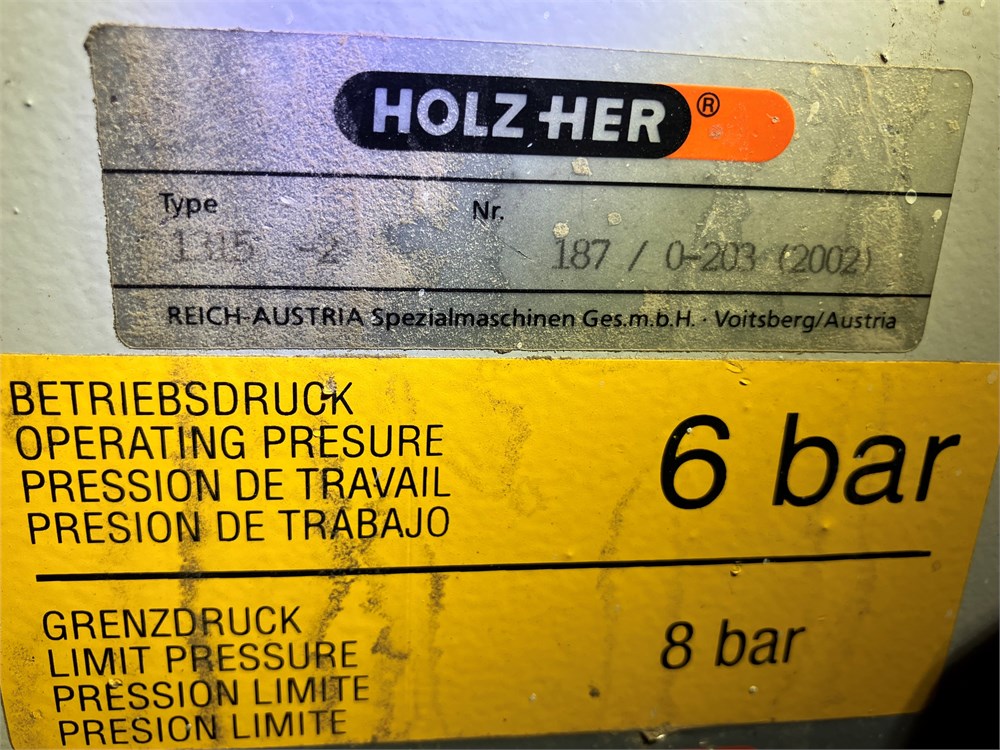 HOLZ-HER ®
Type Nr.
1315 -2 187 / 0-203 (2002)
REICH-AUSTRIA Spezialmaschinen Ges.m.b.H. · Voitsberg/Austria
BETRIEBSDRUCK
OPERATING PRESURE
PRESSION DE TRAVAIL
PRESION DE TRABAJO
6 bar
GRENZDRUCK
LIMIT PRESSURE
PRESSION LIMITE
PRESION LIMITE
8 bar